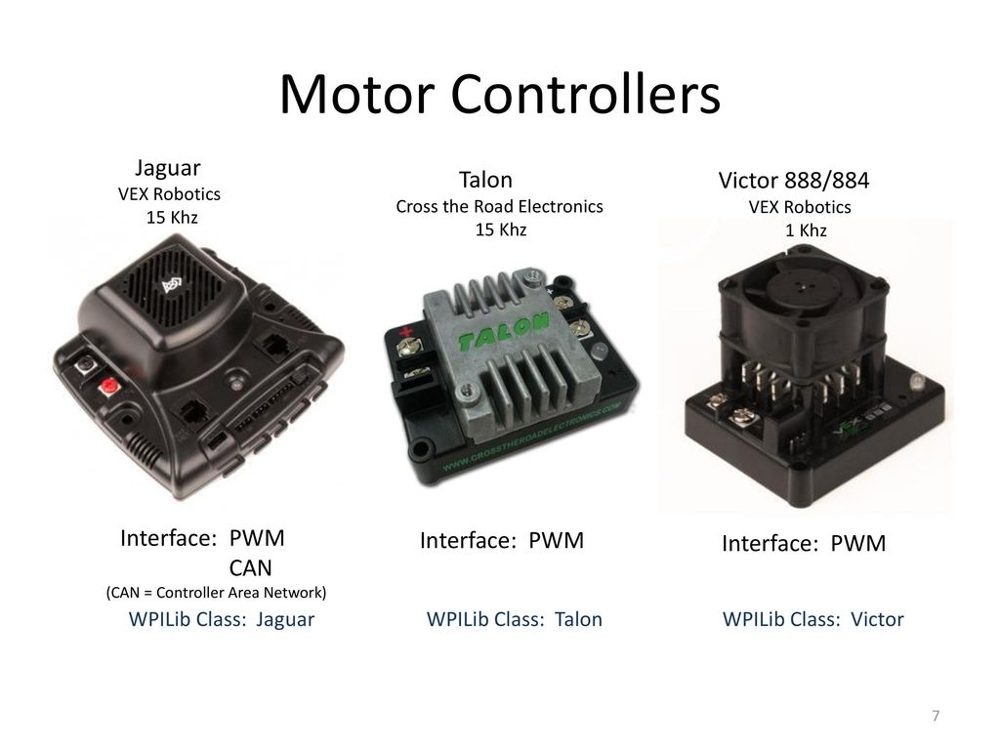 Motor Controllers
Jaguar
VEX Robotics
15 Khz
Talon
Cross the Road Electronics
15 Khz
Victor 888/884
VEX Robotics
1 Khz
TALON
WWW.CROSSTHEROADELECTRONICS.COM
VEX
888
Interface: PWM
CAN
(CAN = Controller Area Network)
WPILib Class: Jaguar
Interface: PWM
WPILib Class: Talon
Interface: PWM
WPILib Class: Victor
7